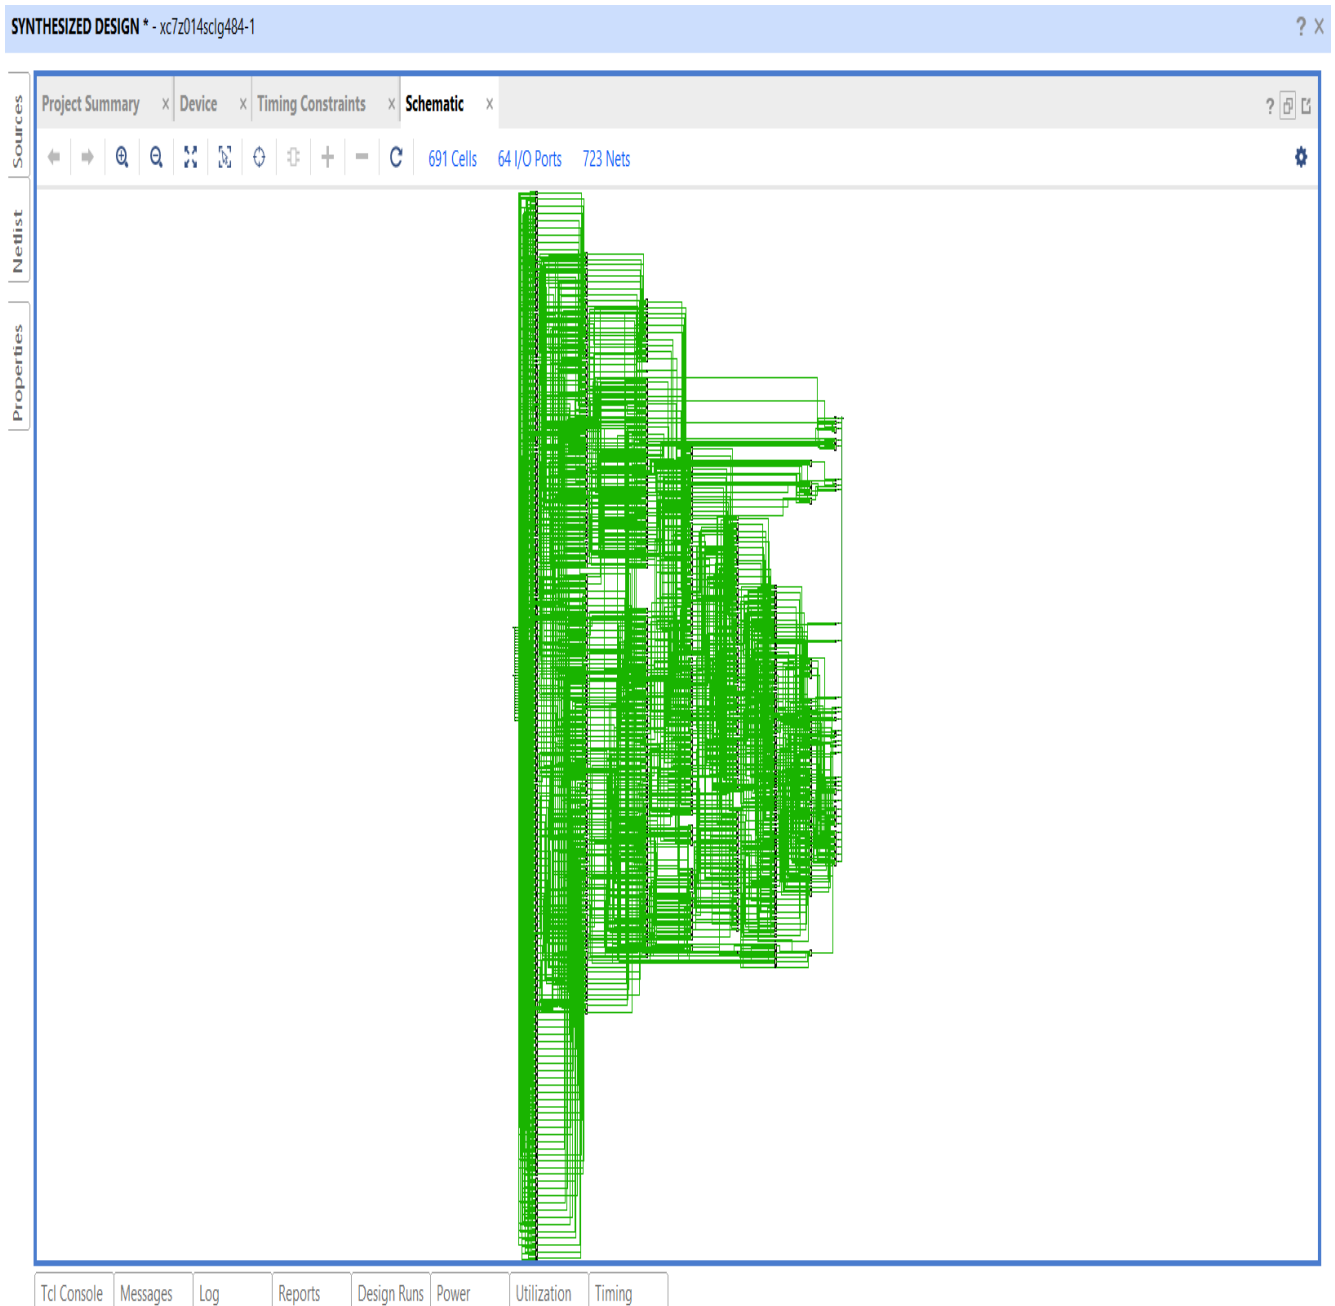 SYNTHESIZED DESIGN * - xc7z014sclg484-1
? ×
Sources
Netlist
Properties
Project Summary × Device × Timing Constraints × Schematic ×
?
691 Cells 64 I/O Ports 723 Nets
Tcl Console Messages Log Reports Design Runs Power Utilization Timing